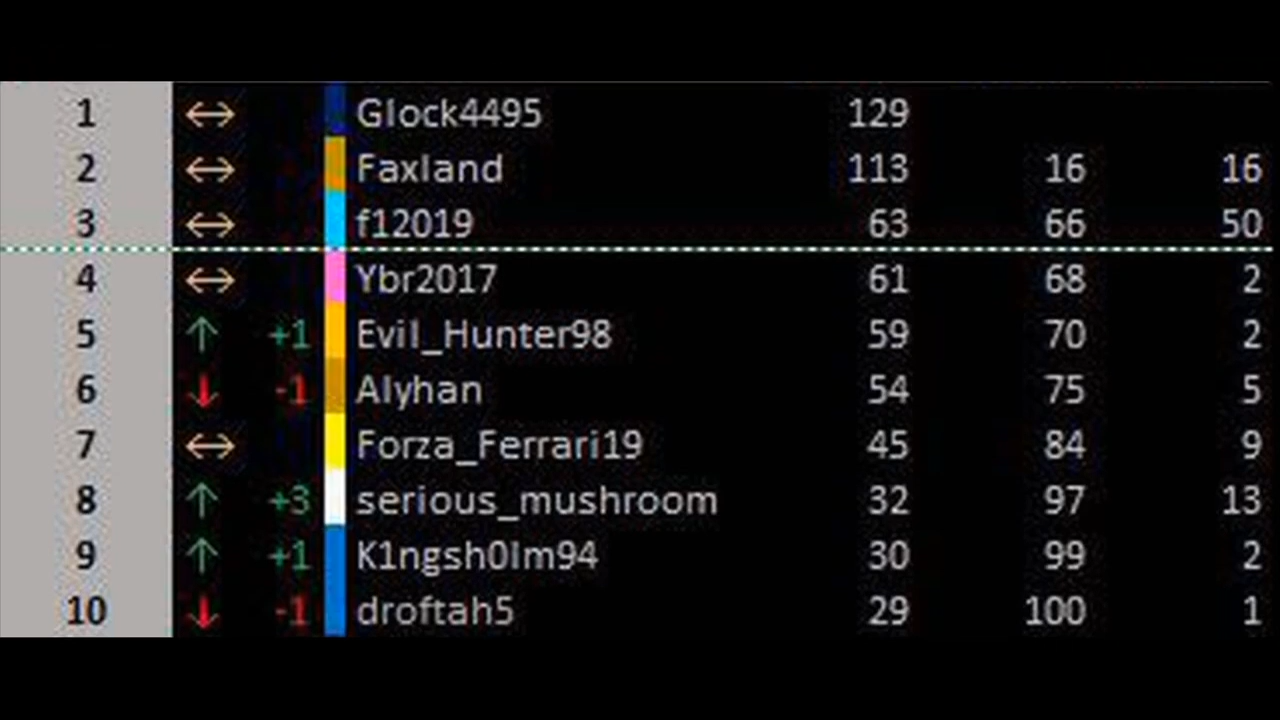 1 ↔ Glock4495 129
2 ↔ Faxland 113 16 16
3 ↔ f12019 63 66 50
4 ↔ Ybr2017 61 68 2
5 ↑ +1 Evil_Hunter98 59 70 2
6 ↓ -1 Alyhan 54 75 5
7 ↔ Forza_Ferrari19 45 84 9
8 ↑ +3 serious_mushroom 32 97 13
9 ↑ +1 K1ngsh0lm94 30 99 2
10 ↓ -1 droftah5 29 100 1